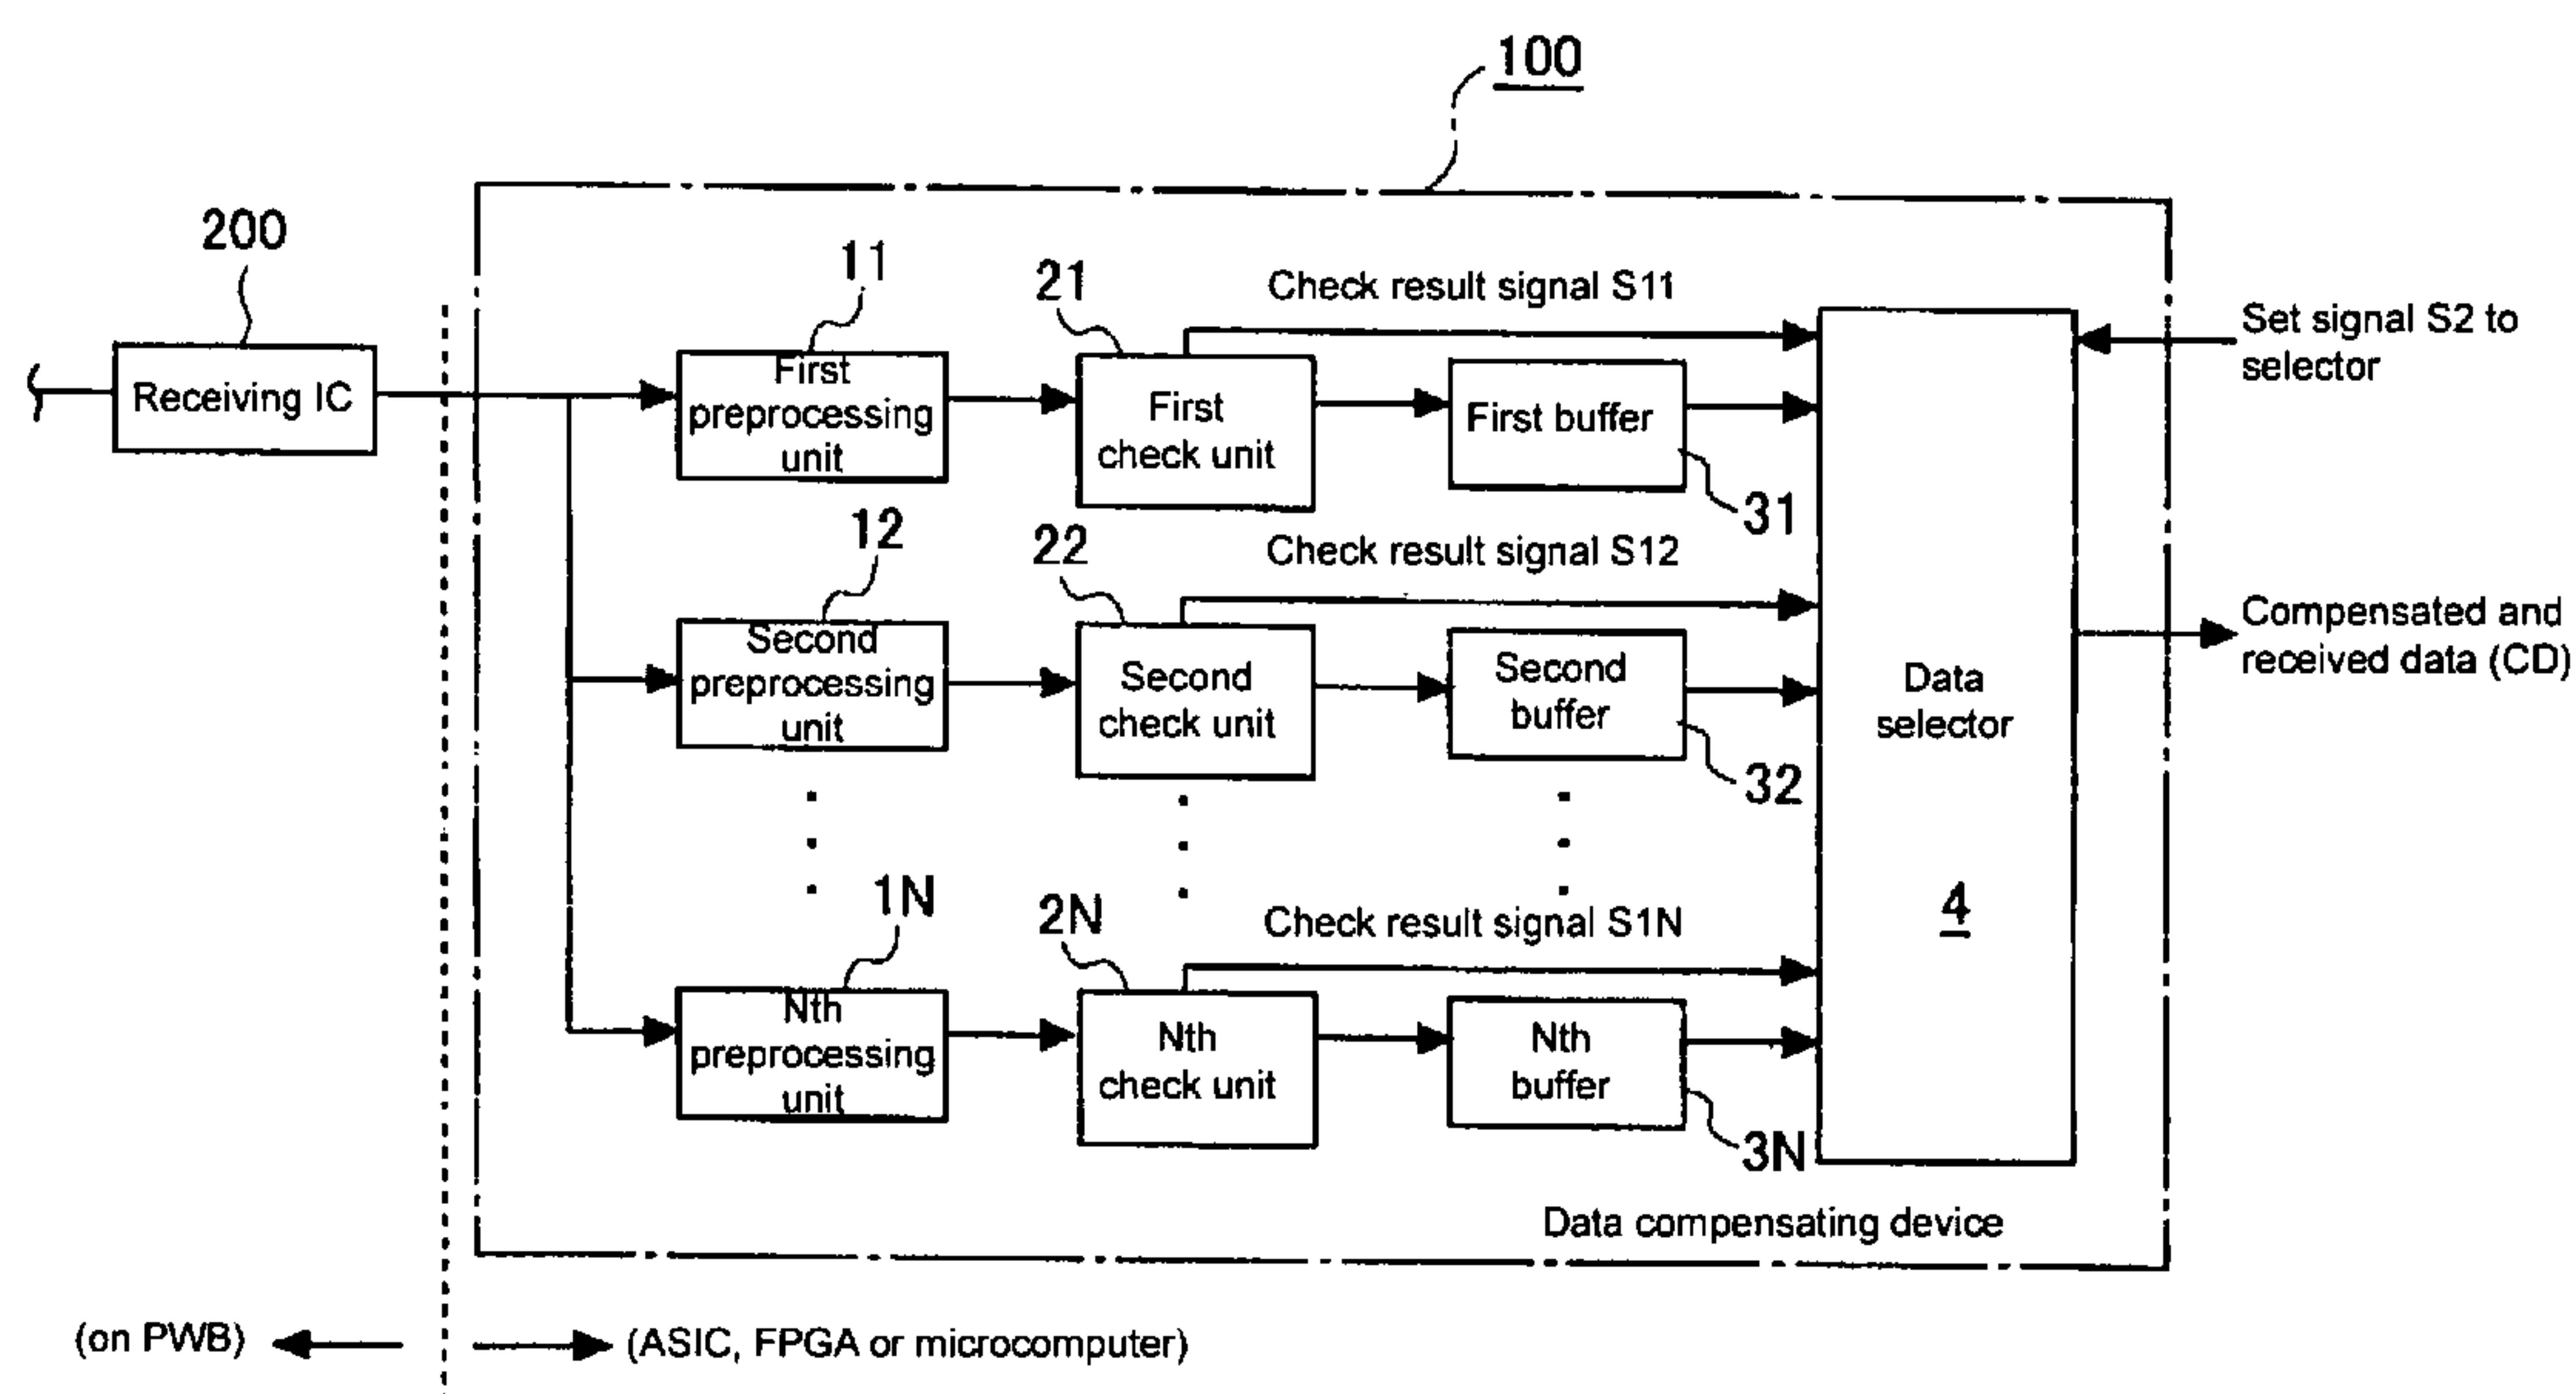 100
200
11
21
Check result signal S11
Set signal S2 to
selector
Receiving IC
First
preprocessing
unit
First
check unit
First buffer
31
12
22
Check result signal S12
Compensated and
received data (CD)
Second
preprocessing
unit
Second
check unit
Second
buffer
32
Data
selector
4
1N
2N
Check result signal S1N
Nth
preprocessing
unit
Nth
check unit
Nth
buffer
3N
Data compensating device
(on PWB)
(ASIC, FPGA or microcomputer)